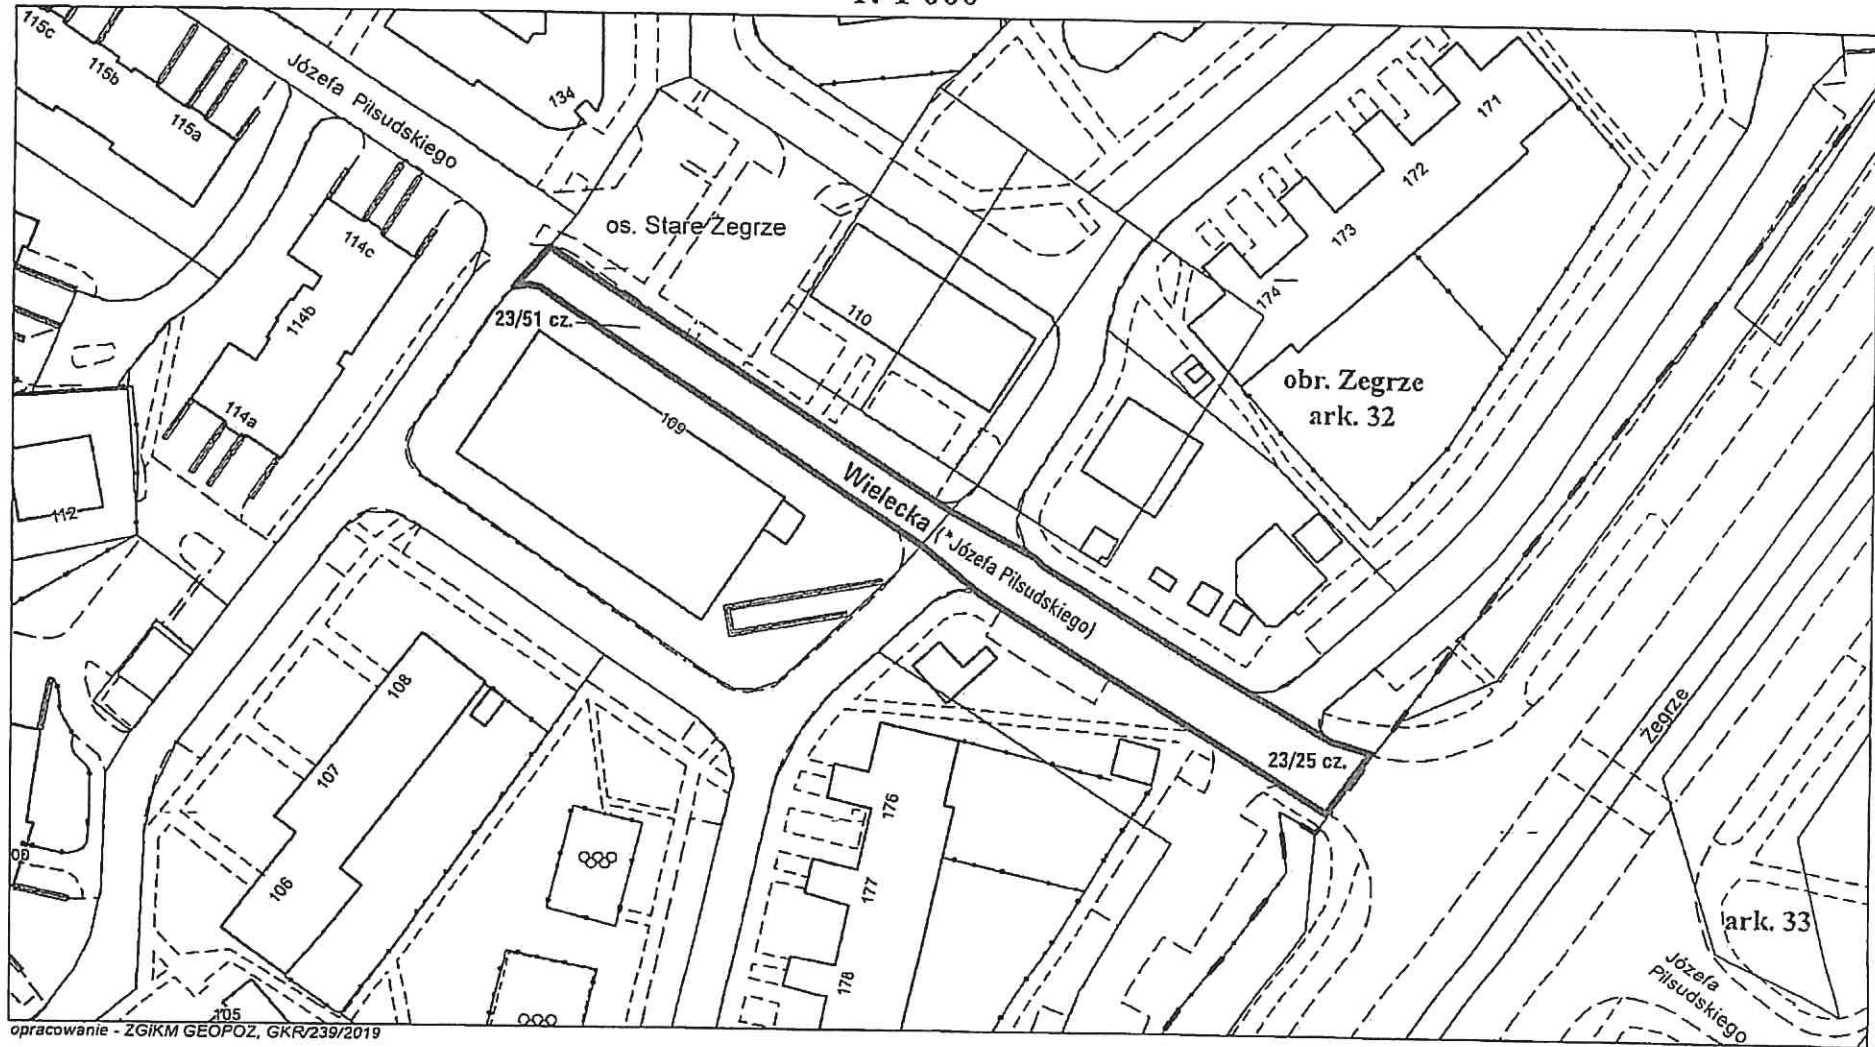 115c
115b
115a
Józefa Piłsudskiego
134
114c
114b
114a
112
os. Stare Żegrze
110
171
172
173
174
obr. Żegrze
ark. 32
23/51 cz.
109
Wielecka (*Józefa Piłsudskiego)
23/25 cz.
108
107
106
105
176
177
178
Żegrze
ark. 33
Józefa
Piłsudskiego
opracowanie - ZGiKM GEOPOZ, GKR/239/2019